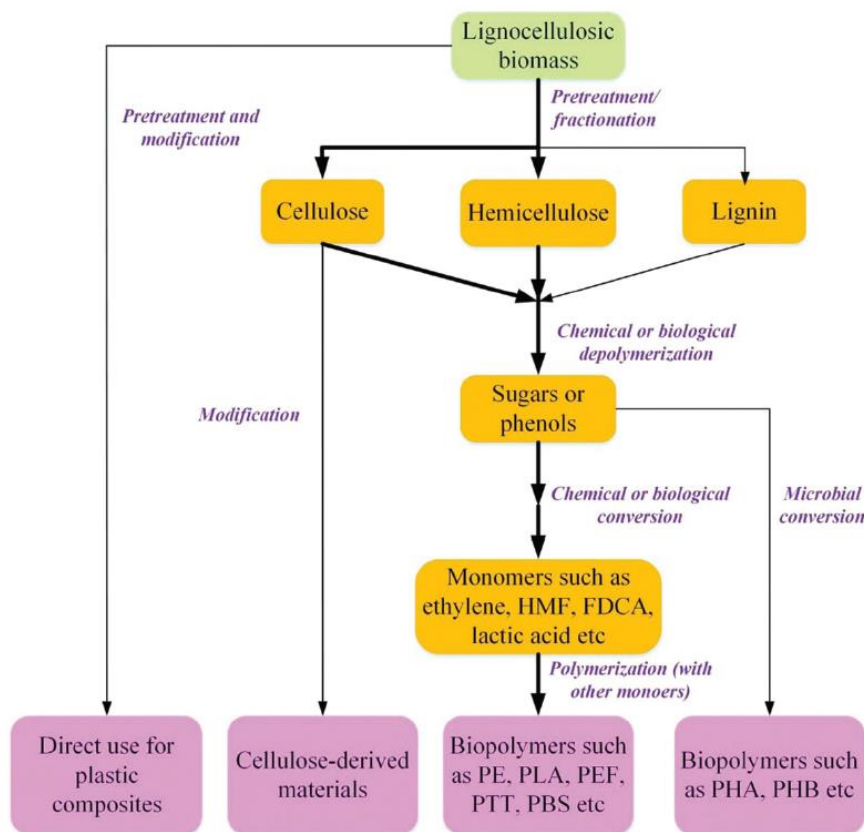 Lignocellulosic
biomass
Pretreatment and
modification
Pretreatment/
fractionation
Cellulose
Hemicellulose
Lignin
Chemical or biological
depolymerization
Modification
Sugars or
phenols
Chemical or biological
conversion
Microbial
conversion
Monomers such as
ethylene, HMF, FDCA,
lactic acid etc
Polymerization (with
other monoers)
Direct use for
plastic
composites
Cellulose-derived
materials
Biopolymers such
as PE, PLA, PEF,
PTT, PBS etc
Biopolymers such
as PHA, PHB etc